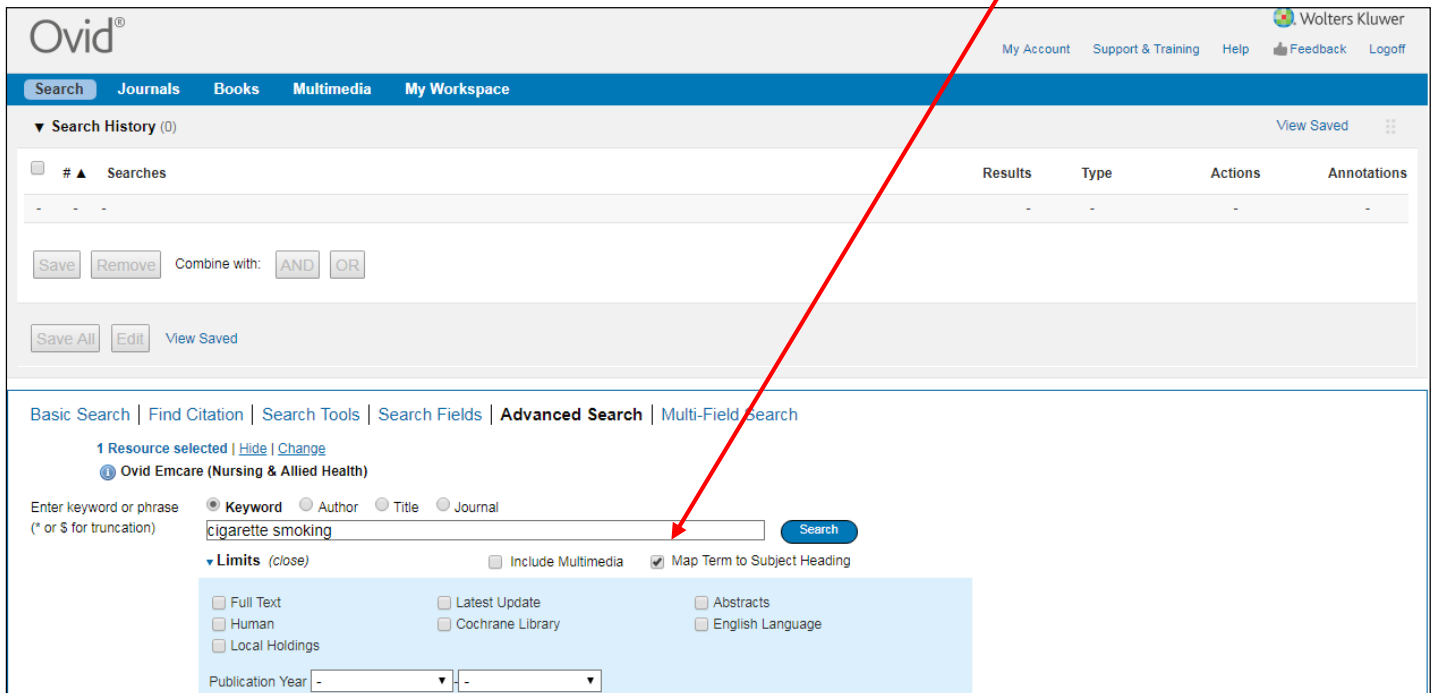 Ovid®
Wolters Kluwer
My Account Support & Training Help Feedback Logoff
Search Journals Books Multimedia My Workspace
▼ Search History (0) View Saved
# ▲ Searches Results Type Actions Annotations
- - - - - - -
Save Remove Combine with: AND OR
Save All Edit View Saved
Basic Search | Find Citation | Search Tools | Search Fields | Advanced Search | Multi-Field Search
1 Resource selected | Hide | Change
Ovid Emcare (Nursing & Allied Health)
Enter keyword or phrase Keyword Author Title Journal
(* or $ for truncation) cigarette smoking Search
▾ Limits (close) Include Multimedia Map Term to Subject Heading
Full Text Latest Update Abstracts
Human Cochrane Library English Language
Local Holdings
Publication Year - ▼ - - ▼